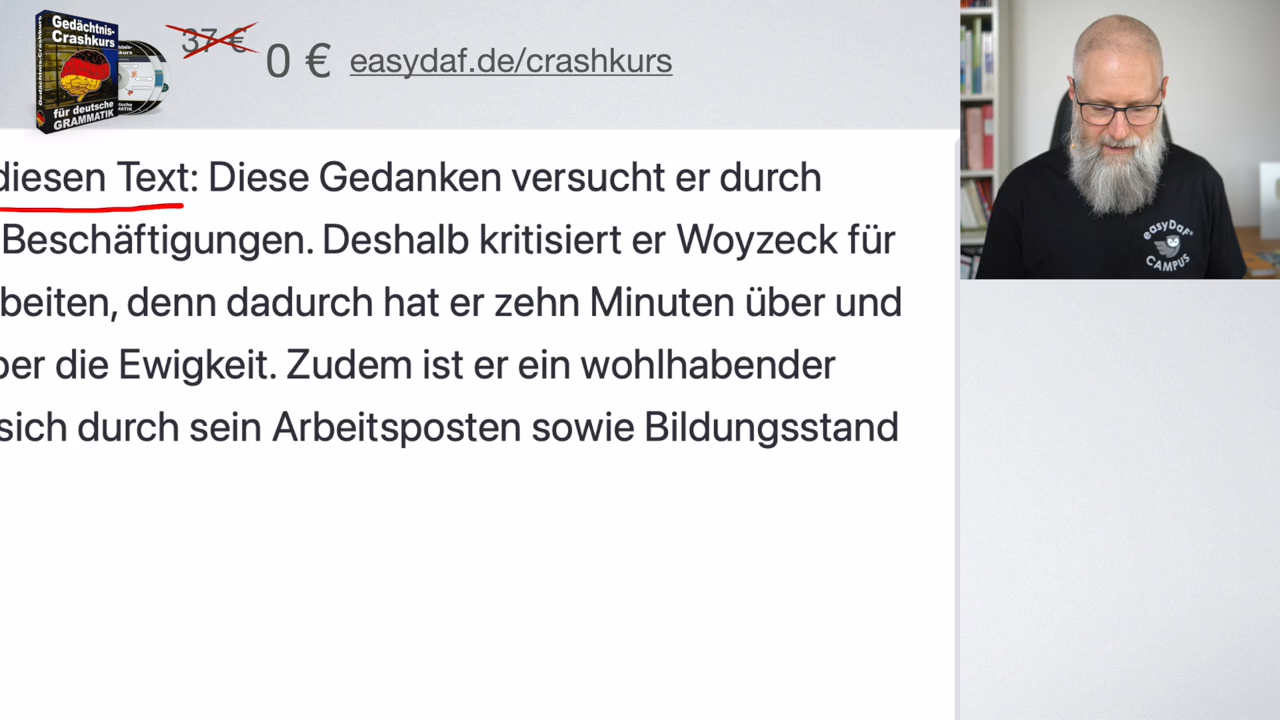 Gedächtnis-
Crashkurs
für deutsche
GRAMMATIK
37 €
0 € easydaf.de/crashkurs
diesen Text: Diese Gedanken versucht er durch
Beschäftigungen. Deshalb kritisiert er Woyzeck für
beiten, denn dadurch hat er zehn Minuten über und
ber die Ewigkeit. Zudem ist er ein wohlhabender
sich durch sein Arbeitsposten sowie Bildungsstand
easyDaF®
CAMPUS